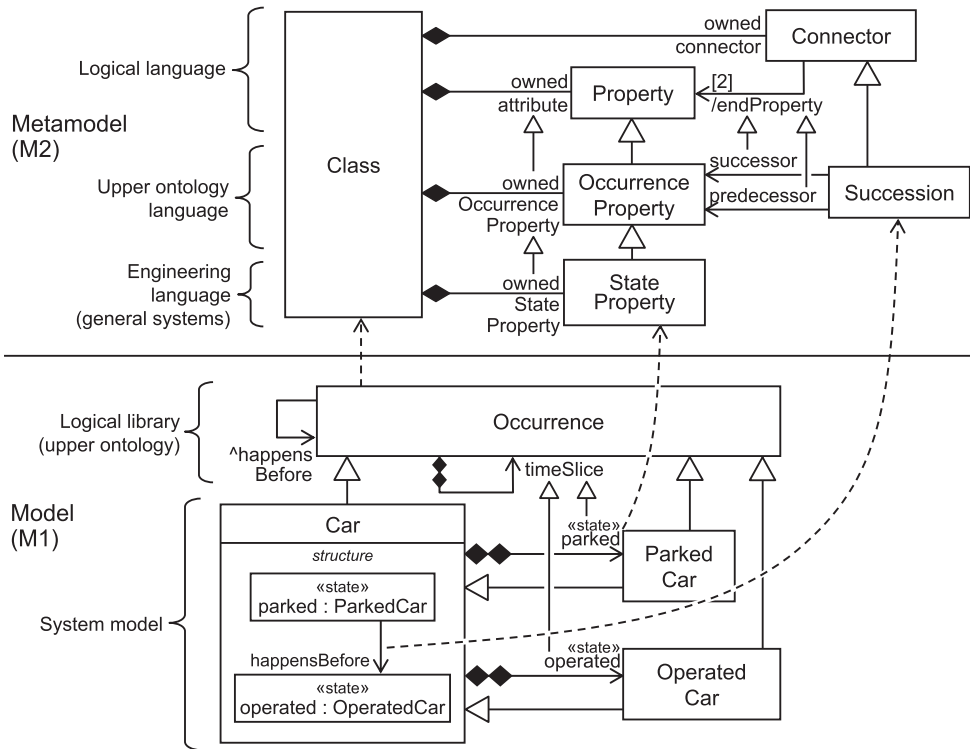 Logical language
Metamodel
(M2)
Upper ontology
language
Engineering
language
(general systems)
Class
owned
connector
Connector
owned
attribute
Property
[2]
/endProperty
successor
predecessor
Succession
owned
Occurrence
Property
Occurrence
Property
owned
State
Property
State
Property
Logical library
(upper ontology)
Occurrence
^happens
Before
timeSlice
Model
(M1)
System model
Car
structure
«state»
parked : ParkedCar
happensBefore
«state»
operated : OperatedCar
«state»
parked
Parked
Car
«state»
operated
Operated
Car